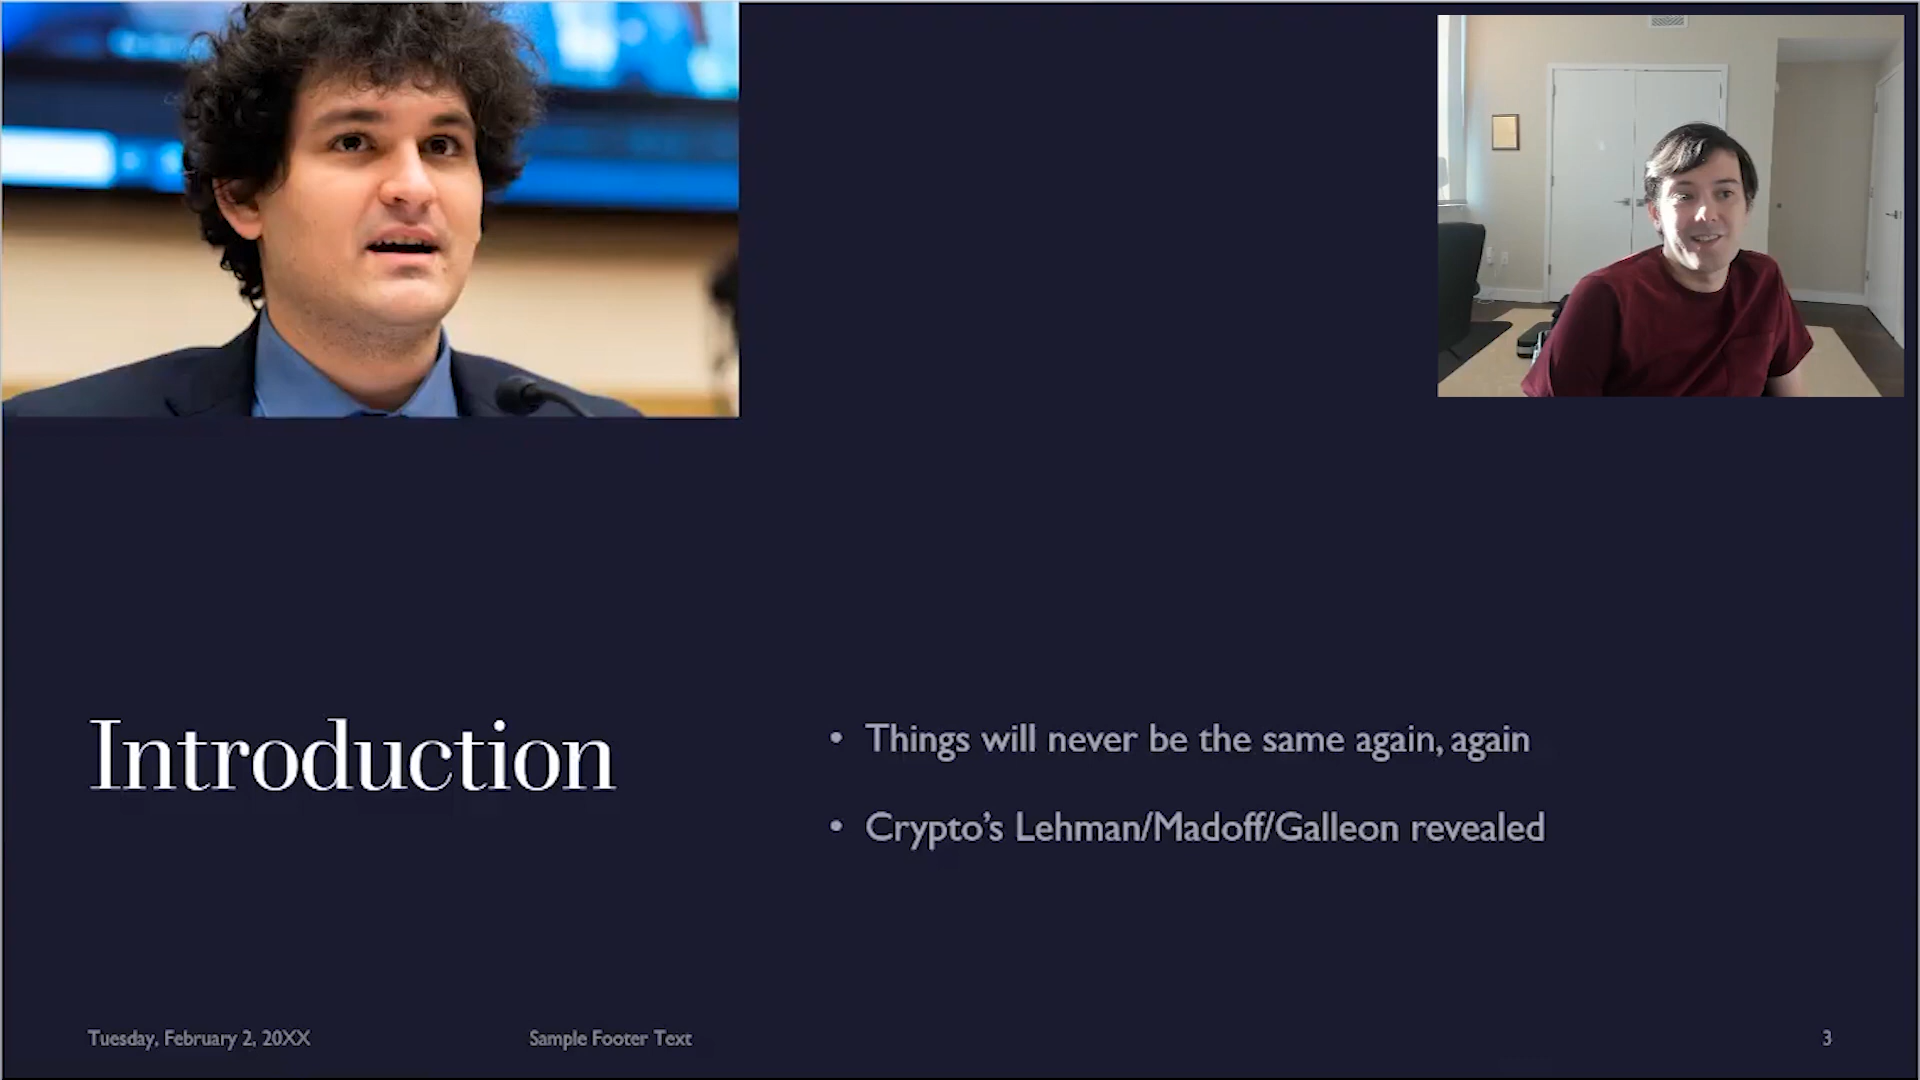 Introduction
• Things will never be the same again, again
• Crypto’s Lehman/Madoff/Galleon revealed
Tuesday, February 2, 20XX
Sample Footer Text
3